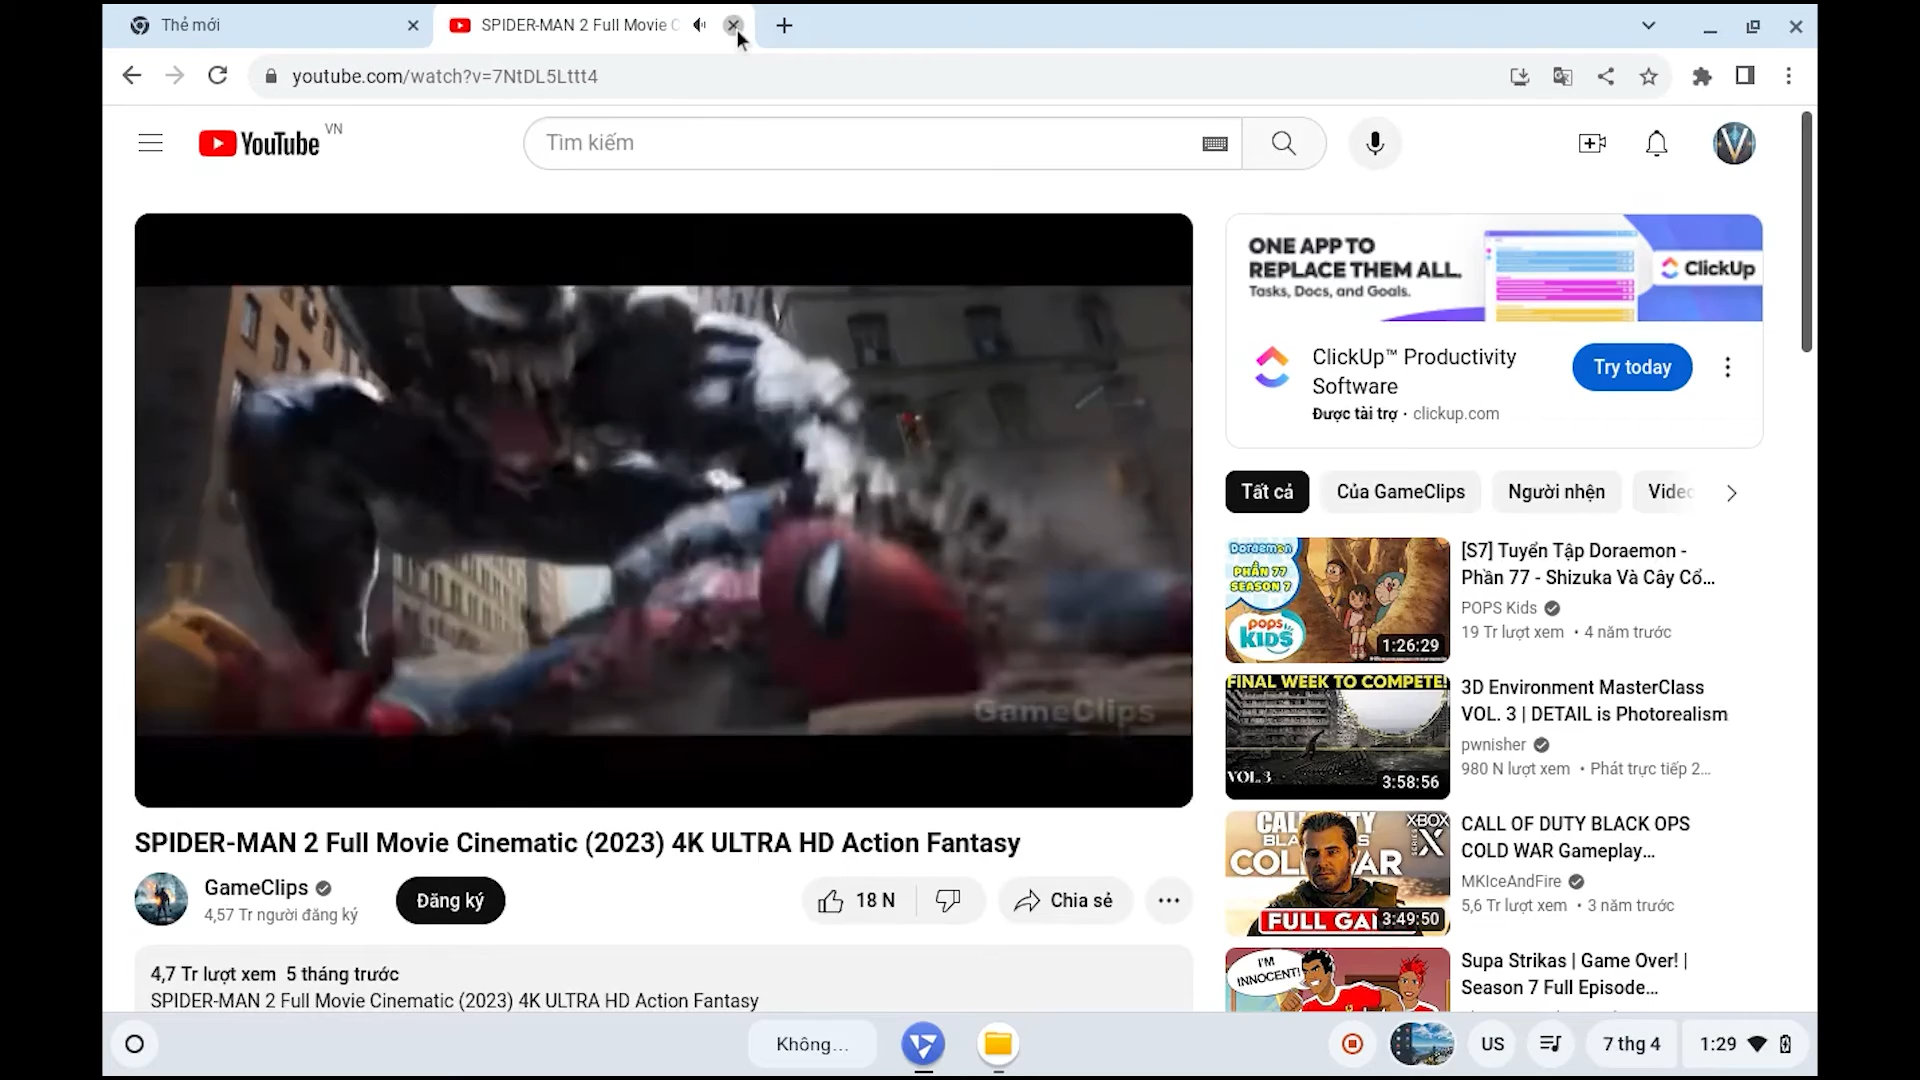 Thẻ mới
SPIDER-MAN 2 Full Movie C
youtube.com/watch?v=7NtDL5Lttt4
YouTube VN
Tìm kiếm
ONE APP TO
REPLACE THEM ALL.
Tasks, Docs, and Goals.
ClickUp
ClickUp™ Productivity
Software
Try today
Được tài trợ · clickup.com
Tất cả
Của GameClips
Người nhện
Video
GameClips
Doraemon
PHẦN 77
SEASON 7
POPS
KIDS
1:26:29
[S7] Tuyển Tập Doraemon -
Phần 77 - Shizuka Và Cây Cổ...
POPS Kids
19 Tr lượt xem • 4 năm trước
FINAL WEEK TO COMPETE!
VOL.3
3:58:56
3D Environment MasterClass
VOL. 3 | DETAIL is Photorealism
pwnisher
980 N lượt xem • Phát trực tiếp 2...
XBOX
SERIES X
COLD WAR
FULL GA
3:49:50
CALL OF DUTY BLACK OPS
COLD WAR Gameplay...
MKIceAndFire
5,6 Tr lượt xem • 3 năm trước
I'M
INNOCENT!
Supa Strikas | Game Over! |
Season 7 Full Episode...
SPIDER-MAN 2 Full Movie Cinematic (2023) 4K ULTRA HD Action Fantasy
GameClips
4,57 Tr người đăng ký
Đăng ký
18 N
Chia sẻ
4,7 Tr lượt xem 5 tháng trước
SPIDER-MAN 2 Full Movie Cinematic (2023) 4K ULTRA HD Action Fantasy
Không...
US
7 thg 4
1:29